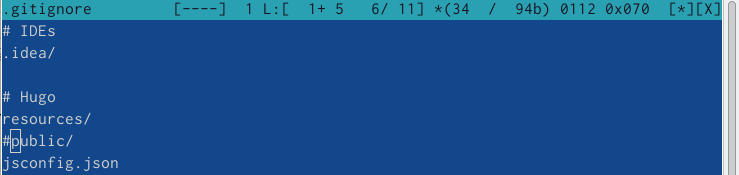 .gitignore [----] 1 L:[ 1+ 5 6/ 11] *(34 / 94b) 0112 0x070 [*][X]
# IDEs
.idea/

# Hugo
resources/
#public/
jsconfig.json